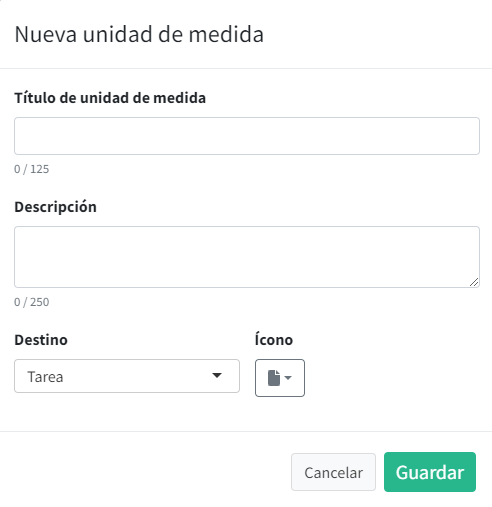 Nueva unidad de medida
Título de unidad de medida
0 / 125
Descripción
0 / 250
Destino
Ícono
Tarea
Cancelar
Guardar